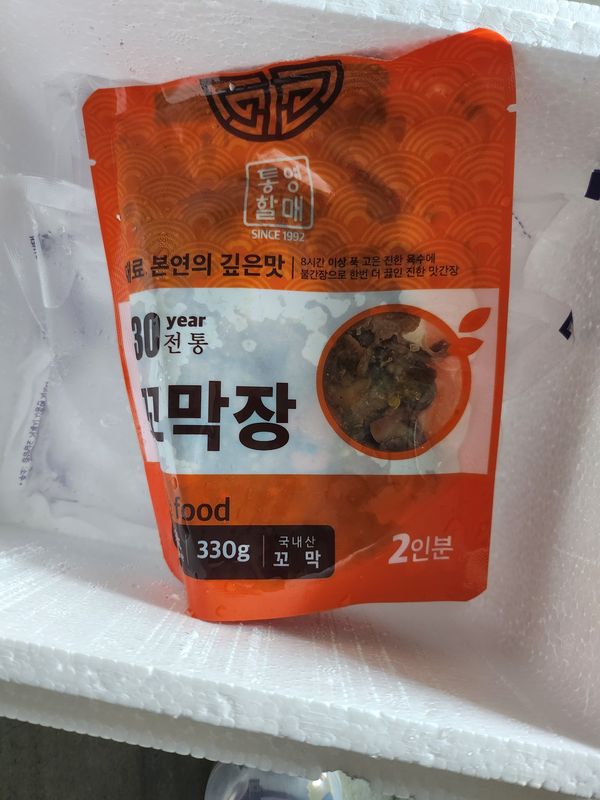 통영
할매
SINCE 1992
본연의 깊은맛
8시간 이상 푹 고은 진한 육수에
불간장으로 한번 더 끓인 진한 맛간장
30 year
전통
꼬막장
food
330g
국내산
꼬막
2인분